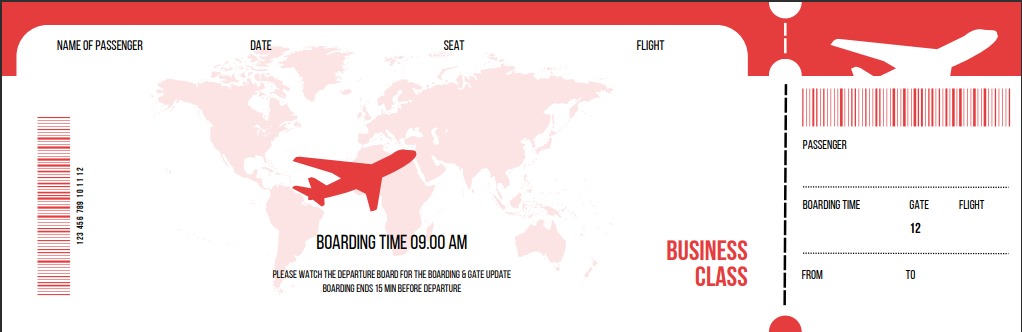 NAME OF PASSENGER DATE SEAT FLIGHT
123 456 789 10 11 12
BOARDING TIME 09.00 AM
PLEASE WATCH THE DEPARTURE BOARD FOR THE BOARDING & GATE UPDATE
BOARDING ENDS 15 MIN BEFORE DEPARTURE
BUSINESS
CLASS
PASSENGER
BOARDING TIME GATE FLIGHT
12
FROM TO